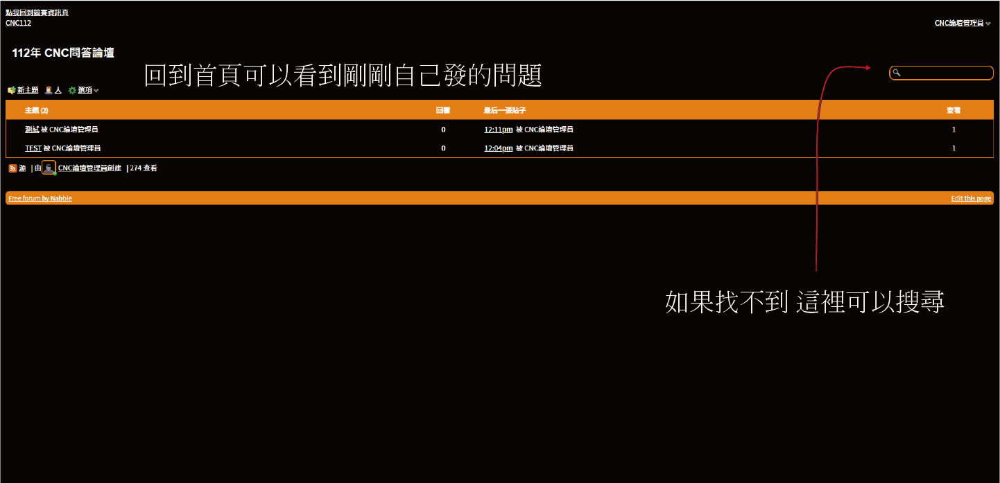 點我回到競賽資訊頁
CNC112
CNC論壇管理員
112年 CNC問答論壇
回到首頁可以看到剛剛自己發的問題
新主題 人 選項
主題 (2) 回覆 最后一張貼子 查看
測試 被 CNC論壇管理員 0 12:11pm 被 CNC論壇管理員 1
TEST 被 CNC論壇管理員 0 12:04pm 被 CNC論壇管理員 1
源 | 由 CNC論壇管理員創建 | 274 查看
Free forum by Nabble Edit this page
如果找不到 這裡可以搜尋